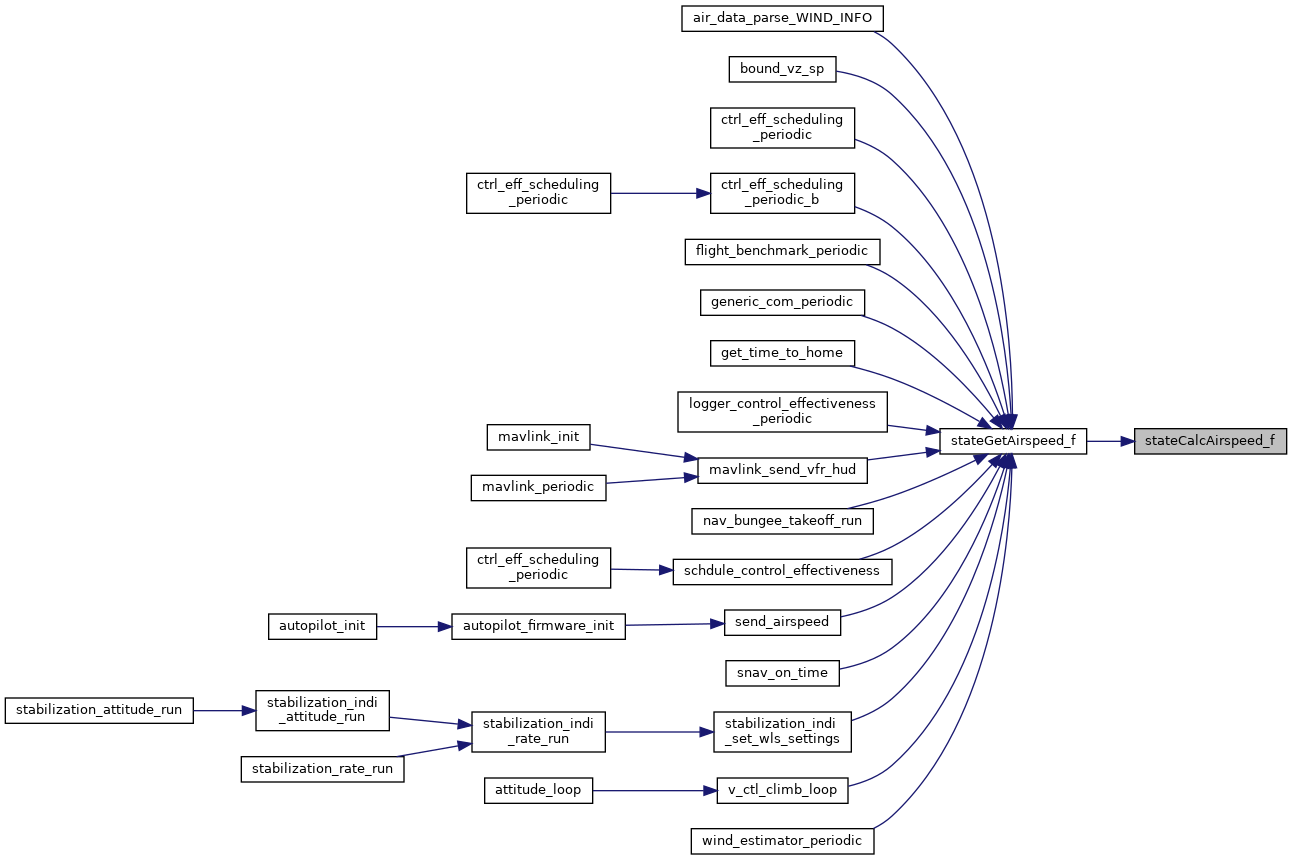 air_data_parse_WIND_INFO
bound_vz_sp
ctrl_eff_scheduling
_periodic
ctrl_eff_scheduling
_periodic
ctrl_eff_scheduling
_periodic_b
flight_benchmark_periodic
generic_com_periodic
get_time_to_home
logger_control_effectiveness
_periodic
mavlink_init
stateGetAirspeed_f
stateCalcAirspeed_f
mavlink_send_vfr_hud
mavlink_periodic
nav_bungee_takeoff_run
ctrl_eff_scheduling
_periodic
schdule_control_effectiveness
autopilot_init
autopilot_firmware_init
send_airspeed
snav_on_time
stabilization_attitude_run
stabilization_indi
_attitude_run
stabilization_indi
_rate_run
stabilization_indi
_set_wls_settings
stabilization_rate_run
attitude_loop
v_ctl_climb_loop
wind_estimator_periodic